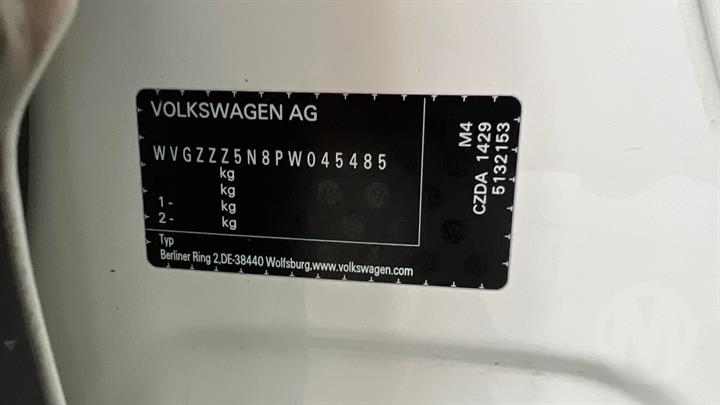 VOLKSWAGEN AG
WVGZZZ5N8PW045485
kg
kg
1- kg
2- kg
Typ
Berliner Ring 2,DE-38440 Wolfsburg,www.volkswagen.com
M4
CZDA 1429
5132153